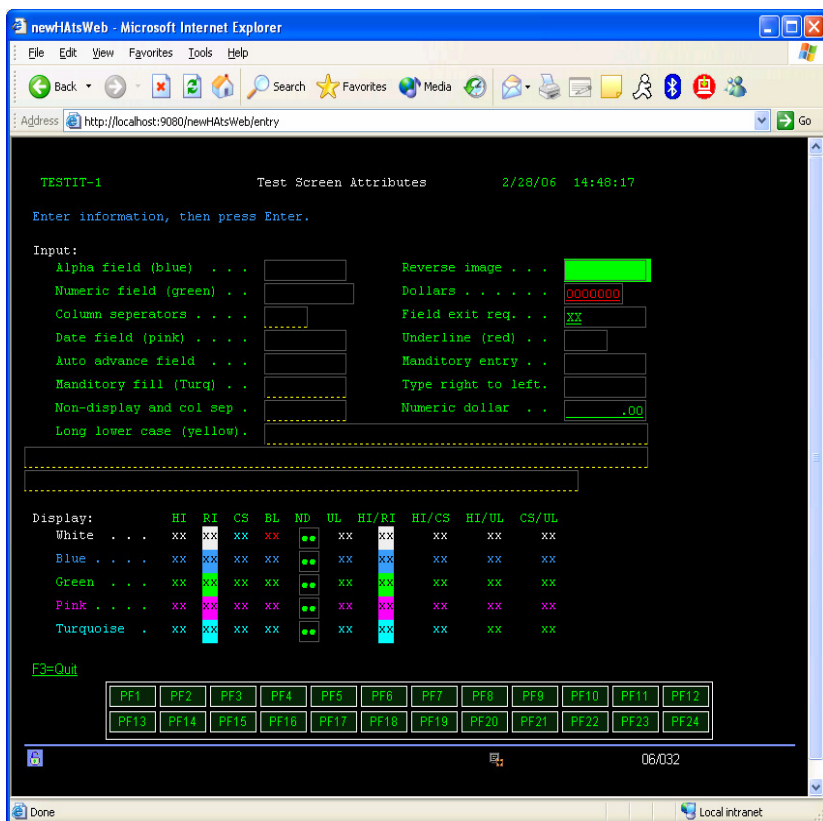 newHAtsWeb - Microsoft Internet Explorer
File Edit View Favorites Tools Help
Back Search Favorites Media
Address http://localhost:9080/newHAtsWeb/entry Go
TESTIT-1 Test Screen Attributes 2/28/06 14:48:17
Enter information, then press Enter.
Input:
Alpha field (blue) . . . Reverse image . . .
Numeric field (green) . . Dollars . . . . . . 0000000
Column seperators . . . . Field exit req. . . XX
Date field (pink) . . . . Underline (red) . .
Auto advance field . . . Manditory entry . .
Manditory fill (Turq) . . Type right to left.
Non-display and col sep . Numeric dollar . . .00
Long lower case (yellow).
Display: HI RI CS BL ND UL HI/RI HI/CS HI/UL CS/UL
White . . . xx xx xx xx •• xx xx xx xx xx
Blue . . . . xx xx xx xx •• xx xx xx xx xx
Green . . . xx xx xx xx •• xx xx xx xx xx
Pink . . . . xx xx xx xx •• xx xx xx xx xx
Turquoise . xx xx xx xx •• xx xx xx xx xx
F3=Quit
PF1 PF2 PF3 PF4 PF5 PF6 PF7 PF8 PF9 PF10 PF11 PF12
PF13 PF14 PF15 PF16 PF17 PF18 PF19 PF20 PF21 PF22 PF23 PF24
06/032
Done Local intranet